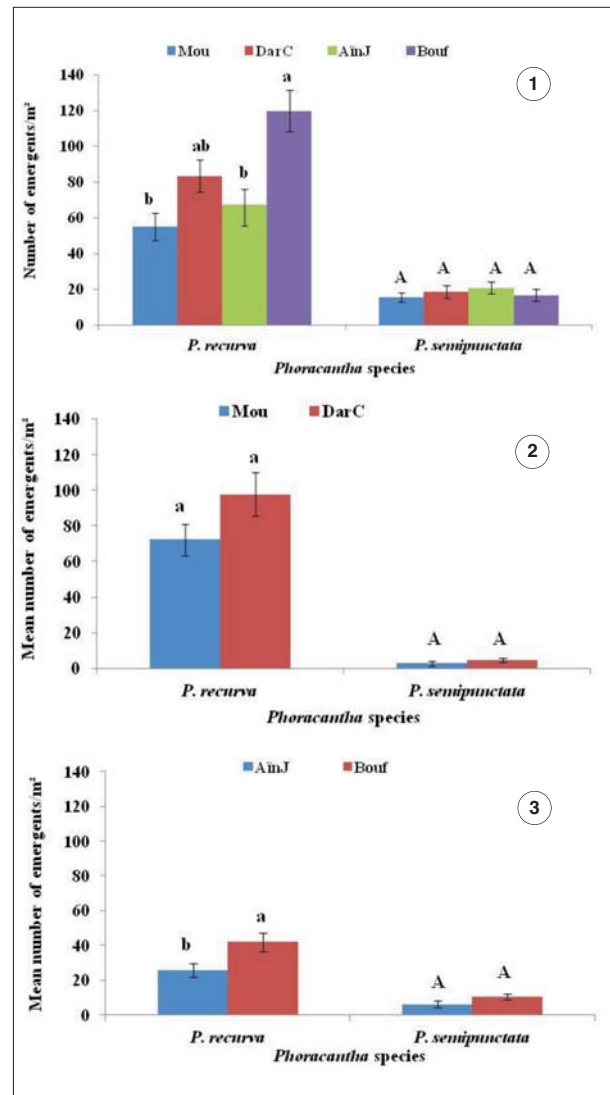 Mou DarC AïnJ Bouf
1
Number of emergents/m²
140
120
100
80
60
40
20
0
b ab b a
A A A A
P. recurva P. semipunctata
Phoracantha species
Mou DarC
2
Mean number of emergents/m²
140
120
100
80
60
40
20
0
a a
A A
P. recurva P. semipunctata
Phoracantha species
AïnJ Bouf
3
Mean number of emergents/m²
140
120
100
80
60
40
20
0
b a
A A
P. recurva P. semipunctata
Phoracantha species